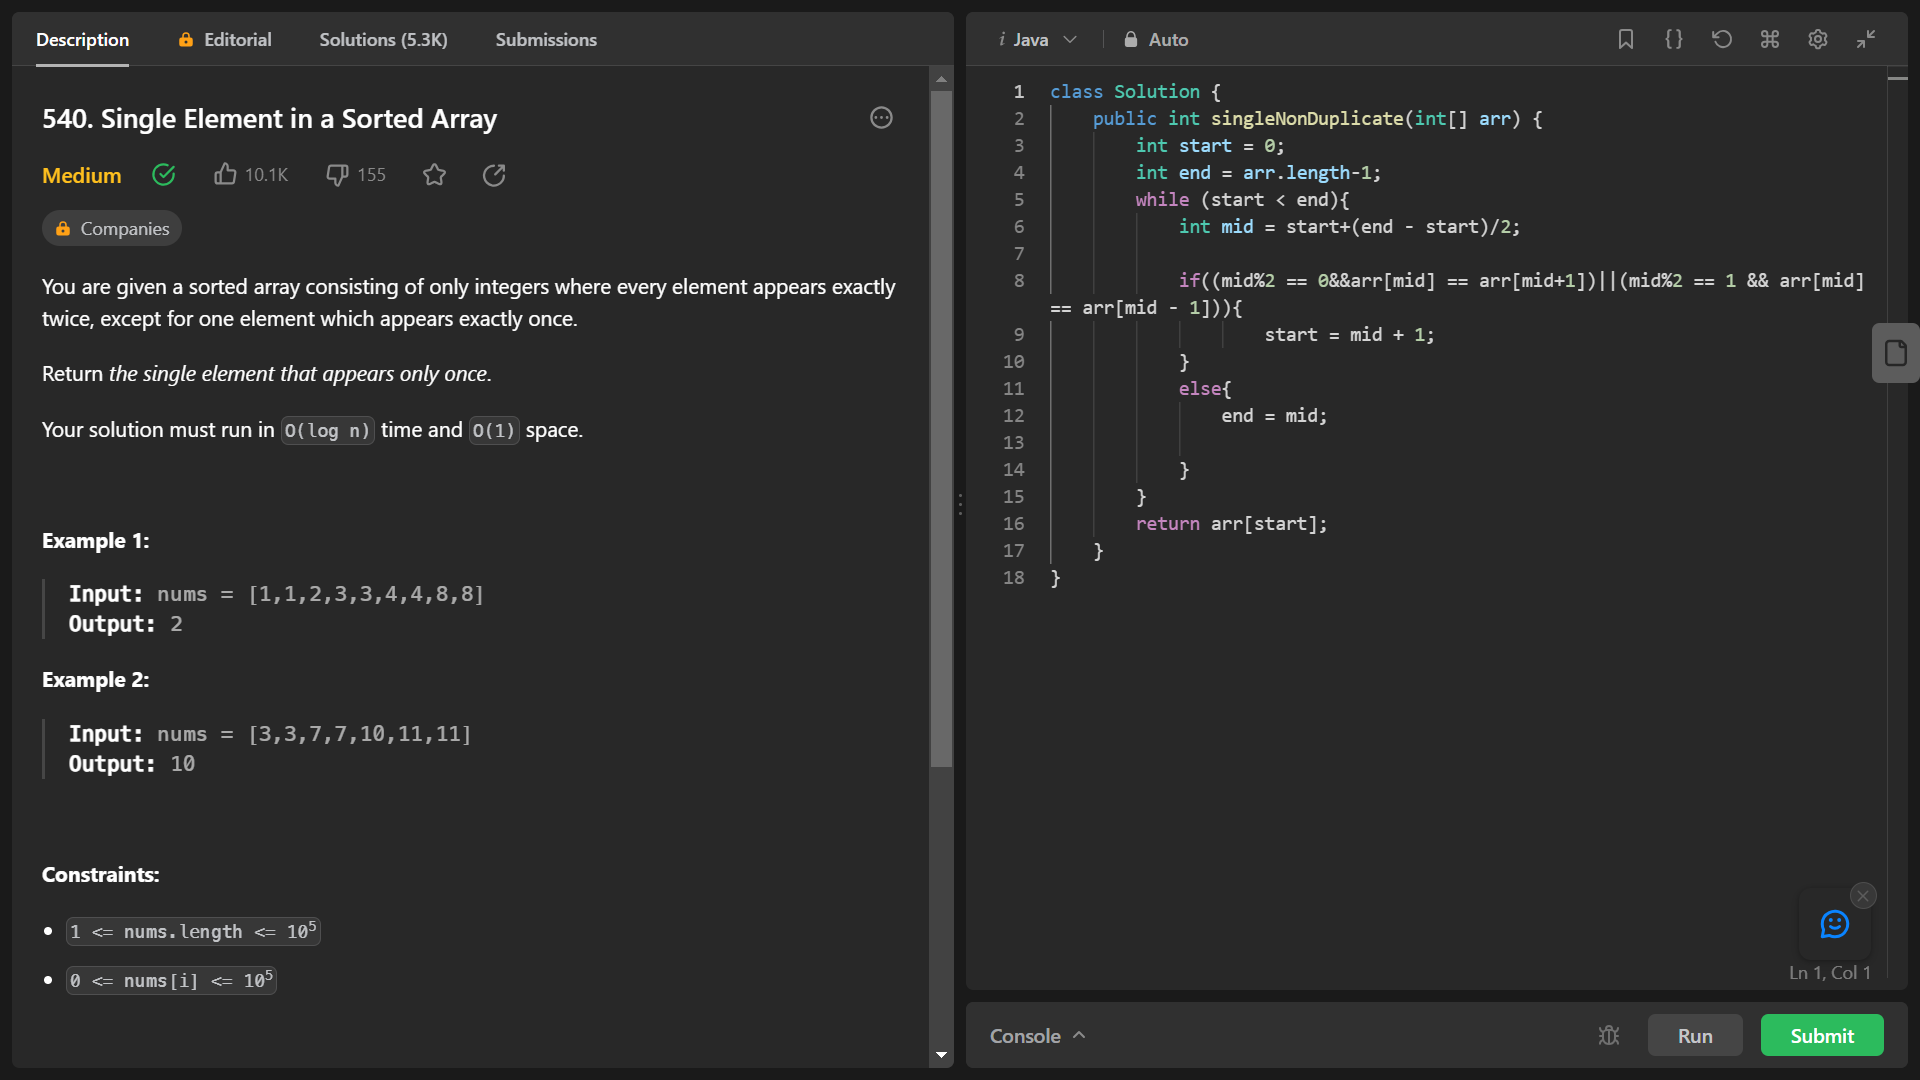 Description Editorial Solutions (5.3K) Submissions
540. Single Element in a Sorted Array
Medium 10.1K 155
Companies
You are given a sorted array consisting of only integers where every element appears exactly
twice, except for one element which appears exactly once.
Return the single element that appears only once.
Your solution must run in O(log n) time and O(1) space.
Example 1:
Input: nums = [1,1,2,3,3,4,4,8,8]
Output: 2
Example 2:
Input: nums = [3,3,7,7,10,11,11]
Output: 10
Constraints:
• 1 <= nums.length <= 10⁵
• 0 <= nums[i] <= 10⁵
i Java Auto
1 class Solution {
2     public int singleNonDuplicate(int[] arr) {
3         int start = 0;
4         int end = arr.length-1;
5         while (start < end){
6             int mid = start+(end - start)/2;
7
8             if((mid%2 == 0&&arr[mid] == arr[mid+1])||(mid%2 == 1 && arr[mid]
== arr[mid - 1])){
9                     start = mid + 1;
10             }
11             else{
12                 end = mid;
13
14             }
15         }
16         return arr[start];
17     }
18 }
Ln 1, Col 1
Console Run Submit